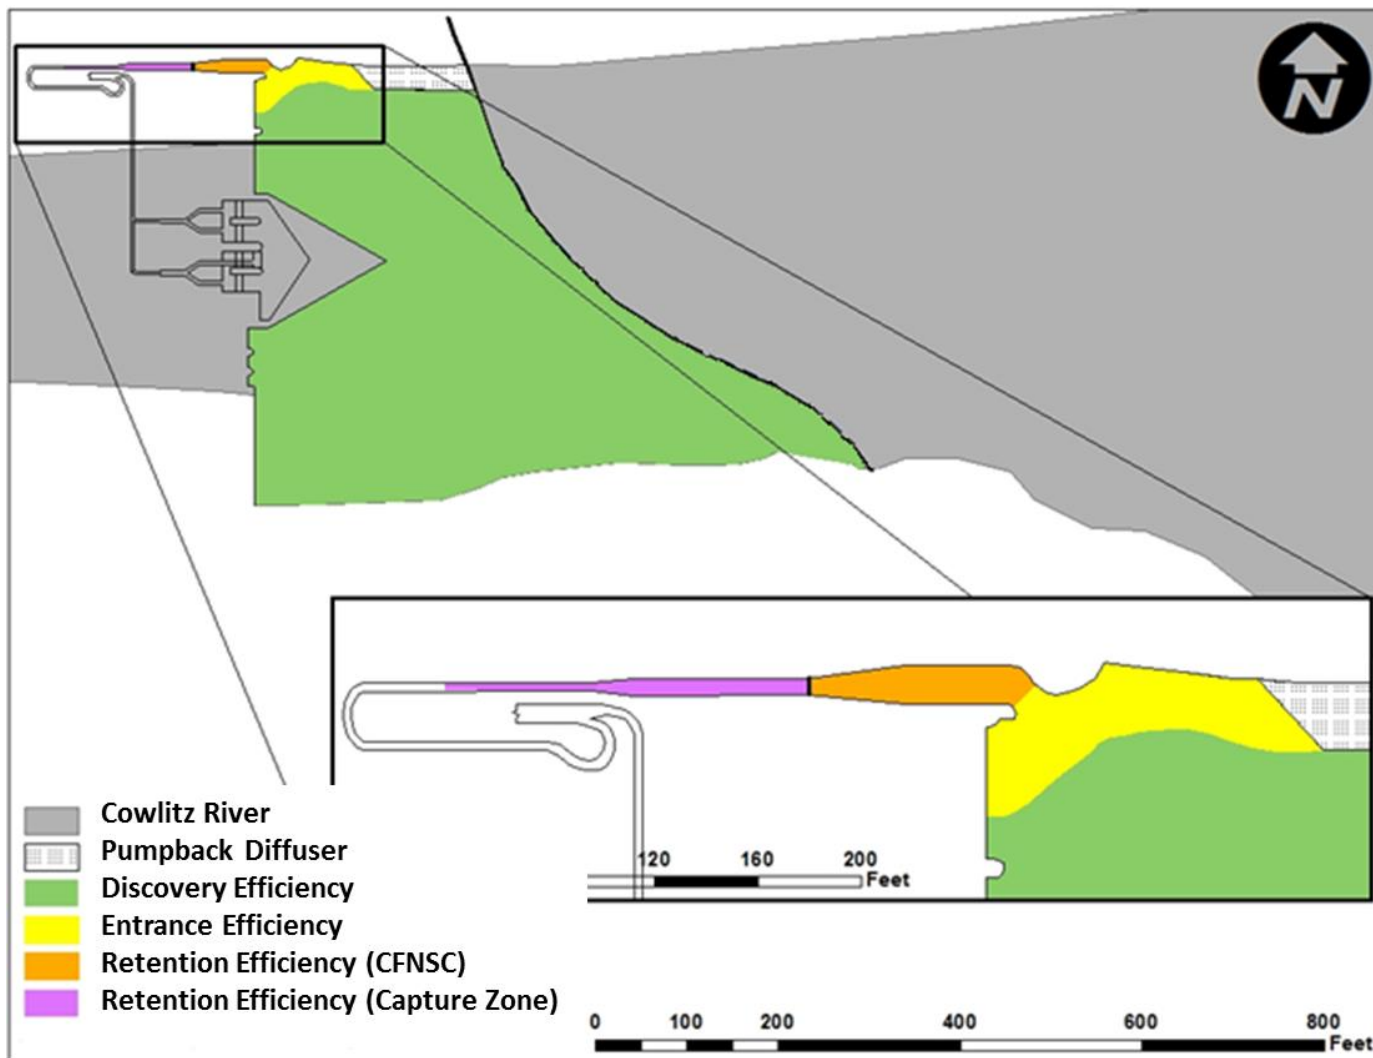 N
120 160 200
Feet
Cowlitz River
Pumpback Diffuser
Discovery Efficiency
Entrance Efficiency
Retention Efficiency (CFNSC)
Retention Efficiency (Capture Zone)
0 100 200 400 600 800
Feet